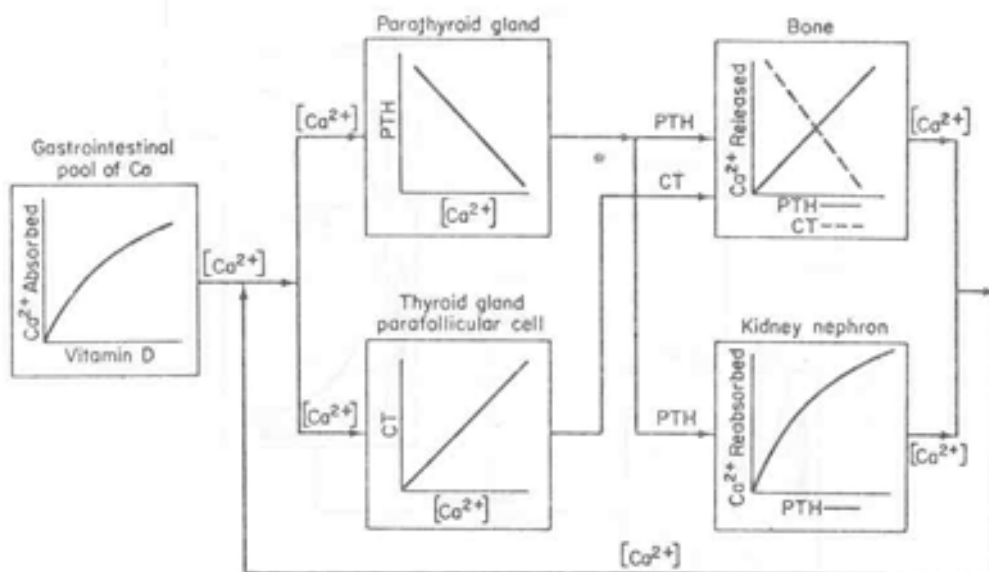 Parathyroid gland
PTH
[Ca²⁺]
Bone
Ca²⁺ Released
PTH
CT
[Ca²⁺]
PTH
CT
[Ca²⁺]
Gastrointestinal
pool of Ca
Ca²⁺ Absorbed
Vitamin D
[Ca²⁺]
Thyroid gland
parafollicular cell
CT
[Ca²⁺]
[Ca²⁺]
Kidney nephron
Ca²⁺ Reabsorbed
PTH
PTH
[Ca²⁺]
[Ca²⁺]